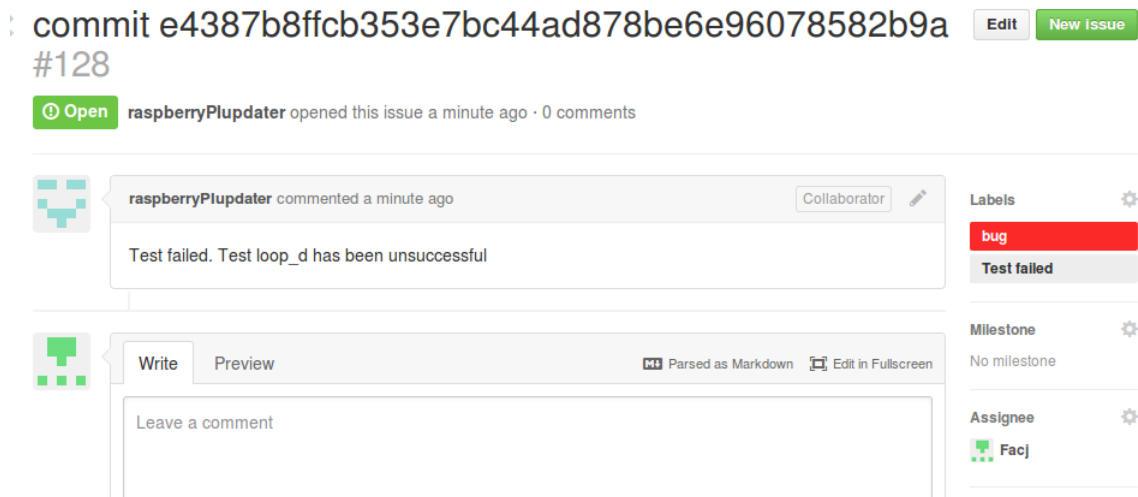 commit e4387b8ffcb353e7bc44ad878be6e96078582b9a
#128
Edit
New issue
Open
raspberryPIupdater opened this issue a minute ago · 0 comments
raspberryPIupdater commented a minute ago
Collaborator
Test failed. Test loop_d has been unsuccessful
Labels
bug
Test failed
Milestone
No milestone
Assignee
Facj
Write
Preview
Parsed as Markdown
Edit in Fullscreen
Leave a comment